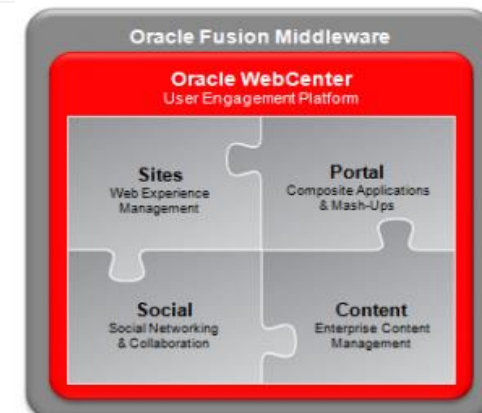 Oracle Fusion Middleware
Oracle WebCenter
User Engagement Platform
Sites
Web Experience
Management
Portal
Composite Applications
& Mash-Ups
Social
Social Networking
& Collaboration
Content
Enterprise Content
Management